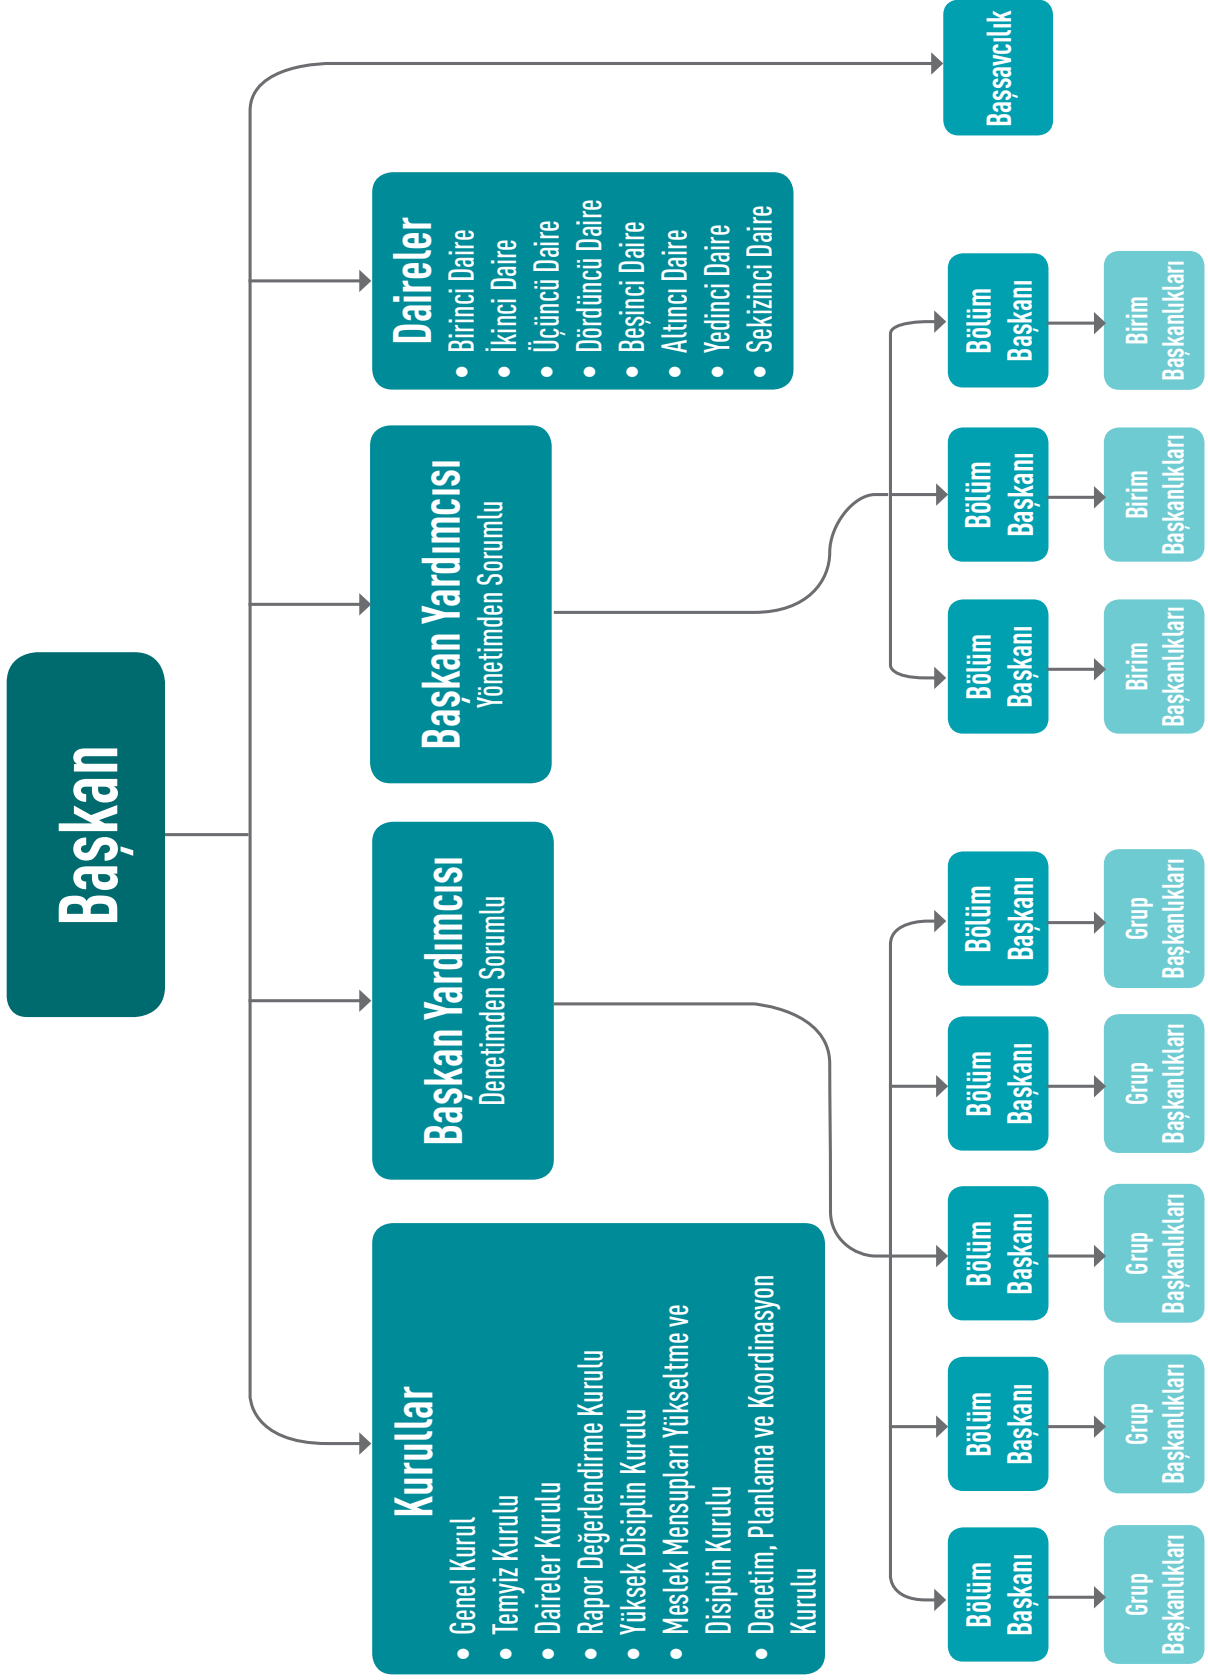 Başkan
Kurullar
• Genel Kurul
• Temyiz Kurulu
• Daireler Kurulu
• Rapor Değerlendirme Kurulu
• Yüksek Disiplin Kurulu
• Meslek Mensupları Yükseltme ve
Disiplin Kurulu
• Denetim, Planlama ve Koordinasyon
Kurulu
Başkan Yardımcısı
Denetimden Sorumlu
Başkan Yardımcısı
Yönetimden Sorumlu
Daireler
• Birinci Daire
• İkinci Daire
• Üçüncü Daire
• Dördüncü Daire
• Beşinci Daire
• Altıncı Daire
• Yedinci Daire
• Sekizinci Daire
Bölüm
Başkanı
Bölüm
Başkanı
Bölüm
Başkanı
Bölüm
Başkanı
Bölüm
Başkanı
Bölüm
Başkanı
Bölüm
Başkanı
Bölüm
Başkanı
Başsavcılık
Grup
Başkanlıkları
Grup
Başkanlıkları
Grup
Başkanlıkları
Grup
Başkanlıkları
Grup
Başkanlıkları
Birim
Başkanlıkları
Birim
Başkanlıkları
Birim
Başkanlıkları